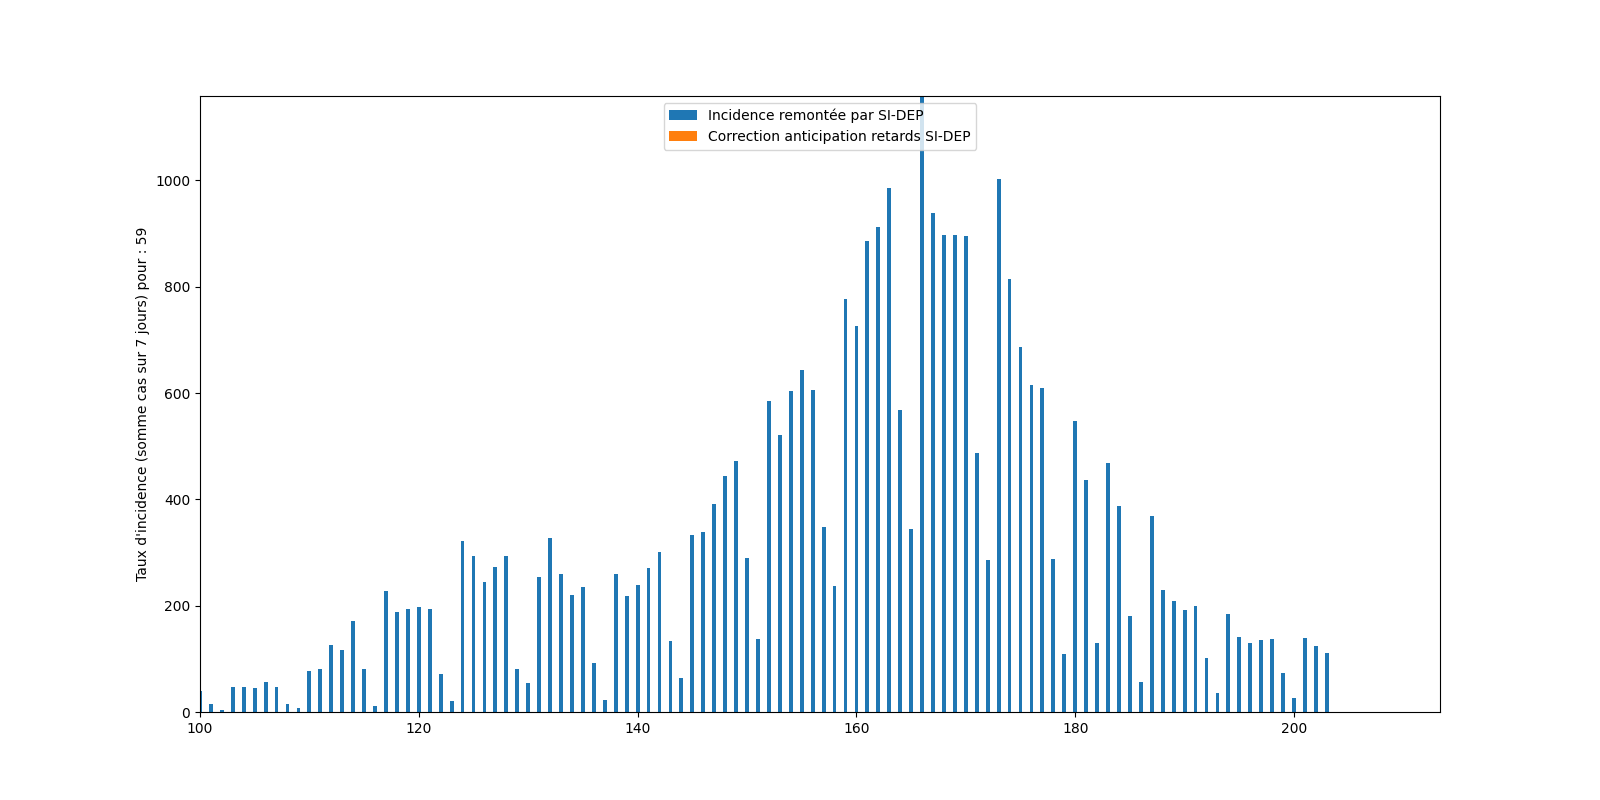 Incidence remontée par SI-DEP
Correction anticipation retards SI-DEP
Taux d'incidence (somme cas sur 7 jours) pour : 59
1000
800
600
400
200
0
100 120 140 160 180 200